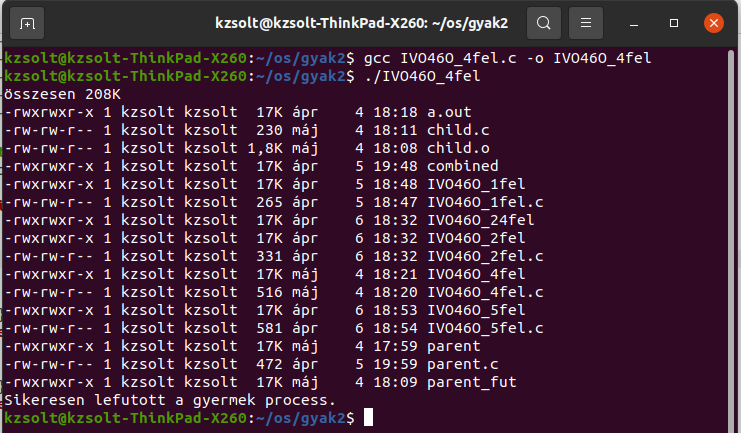 kzsolt@kzsolt-ThinkPad-X260: ~/os/gyak2
kzsolt@kzsolt-ThinkPad-X260:~/os/gyak2$ gcc IVO46O_4fel.c -o IVO46O_4fel
kzsolt@kzsolt-ThinkPad-X260:~/os/gyak2$ ./IVO46O_4fel
összesen 208K
-rwxrwxr-x 1 kzsolt kzsolt  17K ápr    4 18:18 a.out
-rw-rw-r-- 1 kzsolt kzsolt  230 máj    4 18:11 child.c
-rw-rw-r-- 1 kzsolt kzsolt 1,8K máj    4 18:08 child.o
-rwxrwxr-x 1 kzsolt kzsolt  17K ápr    5 19:48 combined
-rwxrwxr-x 1 kzsolt kzsolt  17K ápr    5 18:48 IVO46O_1fel
-rw-rw-r-- 1 kzsolt kzsolt  265 ápr    5 18:47 IVO46O_1fel.c
-rwxrwxr-x 1 kzsolt kzsolt  17K ápr    6 18:32 IVO46O_24fel
-rwxrwxr-x 1 kzsolt kzsolt  17K ápr    6 18:32 IVO46O_2fel
-rw-rw-r-- 1 kzsolt kzsolt  331 ápr    6 18:32 IVO46O_2fel.c
-rwxrwxr-x 1 kzsolt kzsolt  17K máj    4 18:21 IVO46O_4fel
-rw-rw-r-- 1 kzsolt kzsolt  516 máj    4 18:20 IVO46O_4fel.c
-rwxrwxr-x 1 kzsolt kzsolt  17K ápr    6 18:53 IVO46O_5fel
-rw-rw-r-- 1 kzsolt kzsolt  581 ápr    6 18:54 IVO46O_5fel.c
-rwxrwxr-x 1 kzsolt kzsolt  17K máj    4 17:59 parent
-rw-rw-r-- 1 kzsolt kzsolt  472 ápr    5 19:59 parent.c
-rwxrwxr-x 1 kzsolt kzsolt  17K máj    4 18:09 parent_fut
Sikeresen lefutott a gyermek process.
kzsolt@kzsolt-ThinkPad-X260:~/os/gyak2$